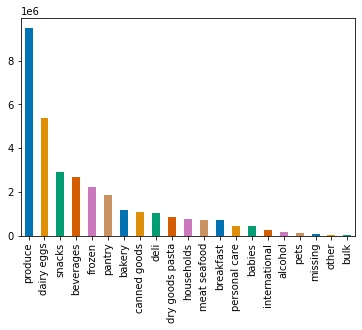 1e6
8
6
4
2
0
produce
dairy eggs
snacks
beverages
frozen
pantry
bakery
canned goods
deli
dry goods pasta
households
meat seafood
breakfast
personal care
babies
international
alcohol
pets
missing
other
bulk